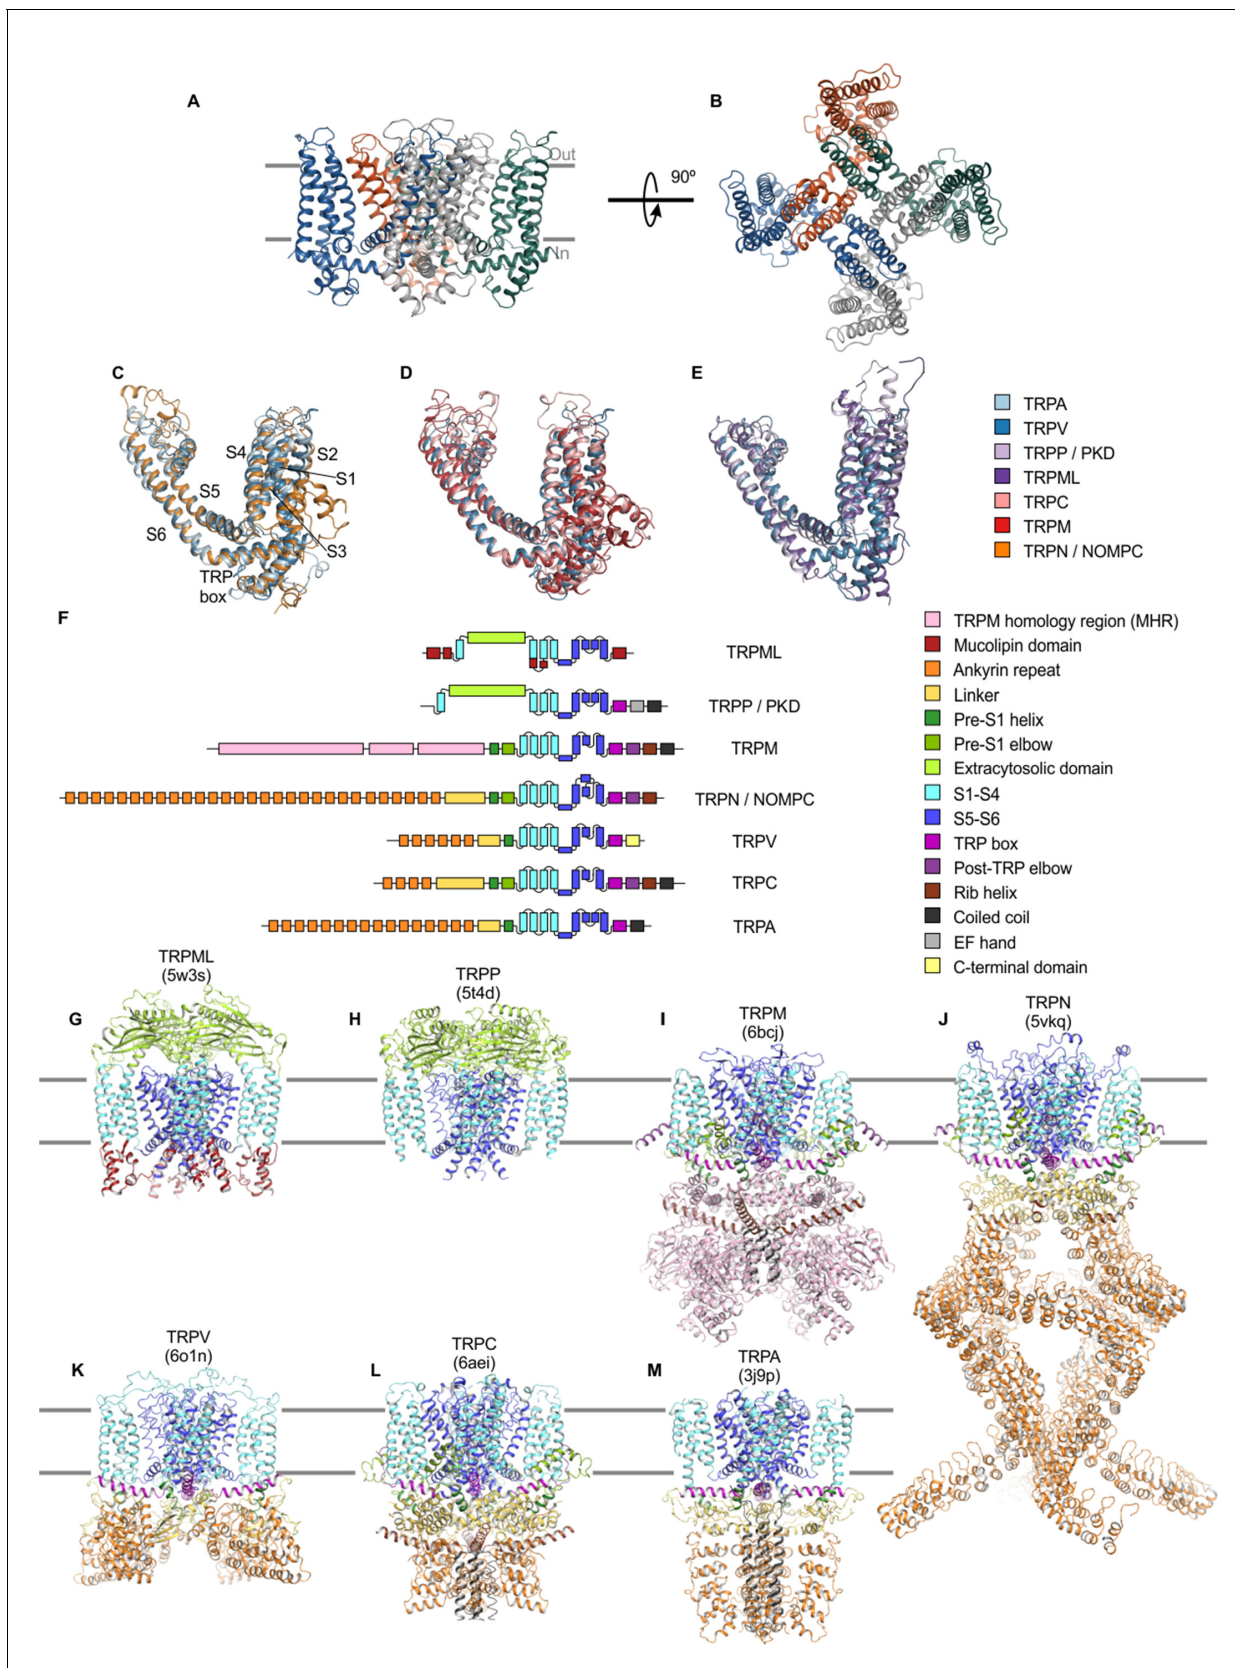 A
B
Out
In
90º
C
D
E
S4
S2
S1
S5
S6
S3
TRP
box
TRPA
TRPV
TRPP / PKD
TRPML
TRPC
TRPM
TRPN / NOMPC
F
TRPML
TRPP / PKD
TRPM
TRPN / NOMPC
TRPV
TRPC
TRPA
TRPM homology region (MHR)
Mucolipin domain
Ankyrin repeat
Linker
Pre-S1 helix
Pre-S1 elbow
Extracytosolic domain
S1-S4
S5-S6
TRP box
Post-TRP elbow
Rib helix
Coiled coil
EF hand
C-terminal domain
G
TRPML
(5w3s)
H
TRPP
(5t4d)
I
TRPM
(6bcj)
J
TRPN
(5vkq)
K
TRPV
(6o1n)
L
TRPC
(6aei)
M
TRPA
(3j9p)